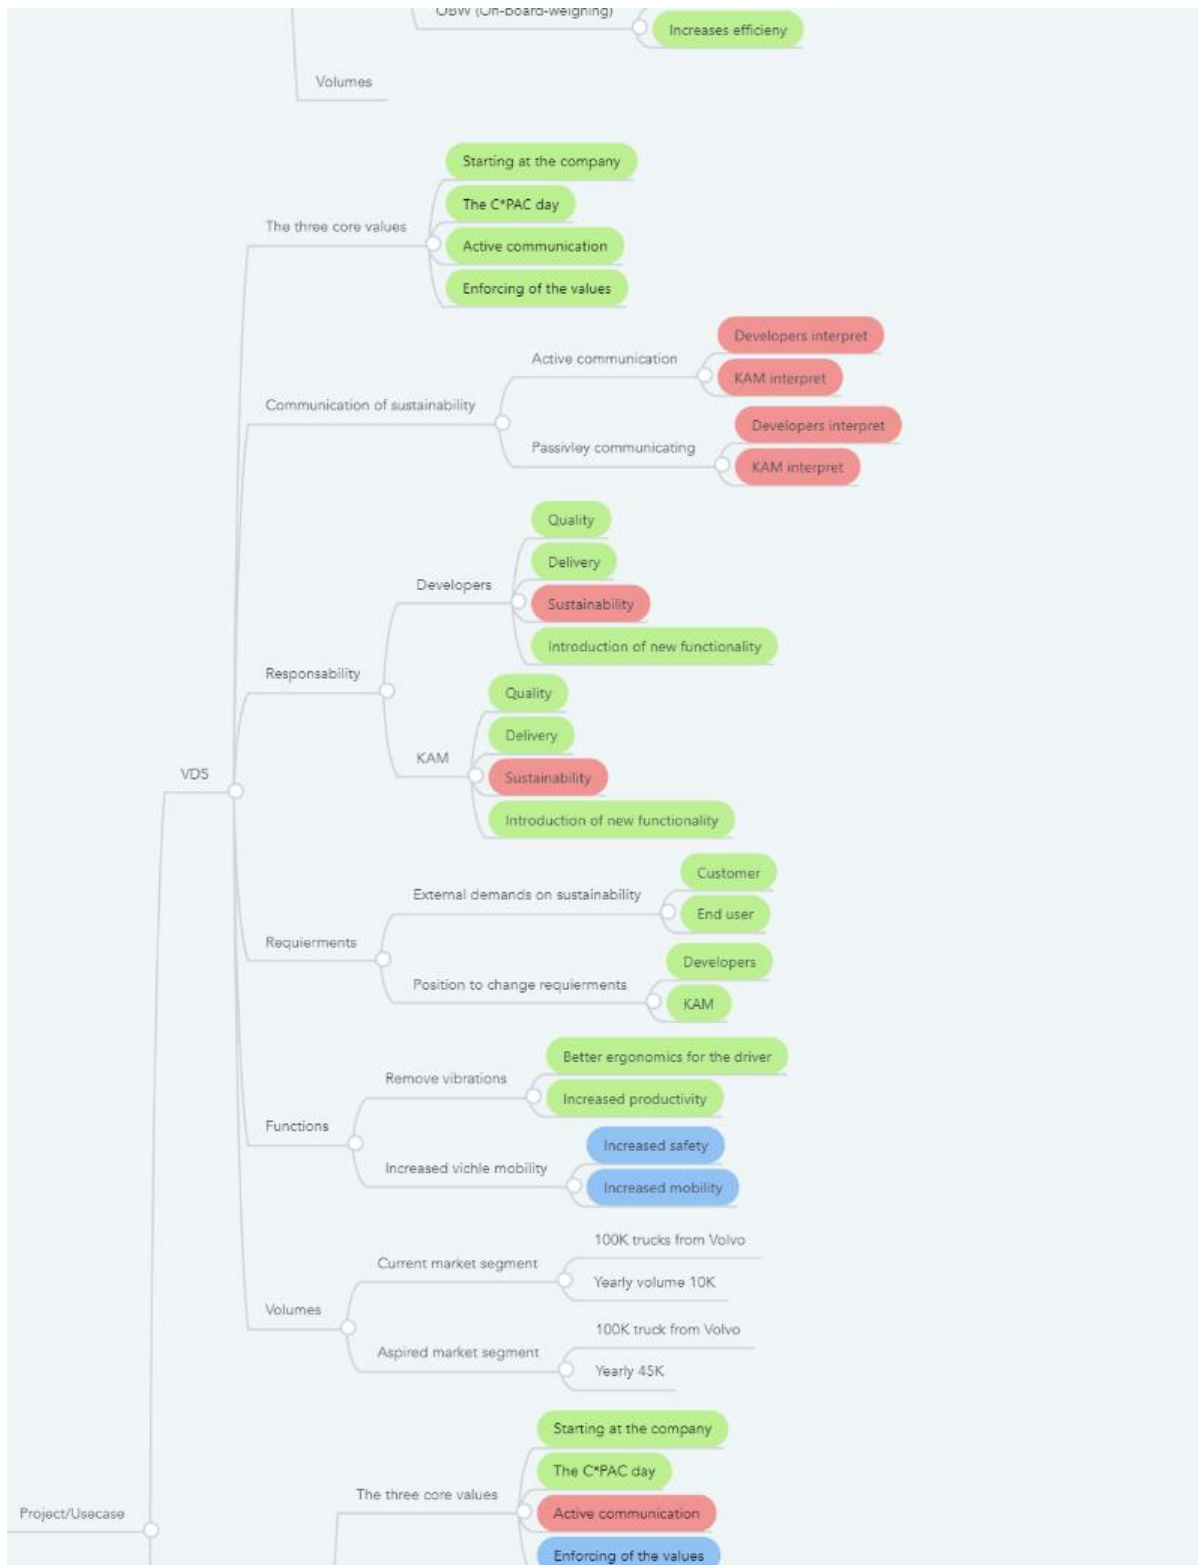 OBW (On-board-weighing)
Increases efficieny
Volumes
Starting at the company
The C*PAC day
The three core values
Active communication
Enforcing of the values
Developers interpret
Active communication
KAM interpret
Communication of sustainability
Developers interpret
Passivley communicating
KAM interpret
Quality
Delivery
Developers
Sustainability
Introduction of new functionality
Responsability
Quality
Delivery
KAM
Sustainability
VDS
Introduction of new functionality
Customer
External demands on sustainability
End user
Requierments
Developers
Position to change requierments
KAM
Better ergonomics for the driver
Remove vibrations
Increased productivity
Functions
Increased safety
Increased vichle mobility
Increased mobility
100K trucks from Volvo
Current market segment
Yearly volume 10K
Volumes
100K truck from Volvo
Aspired market segment
Yearly 45K
Starting at the company
The C*PAC day
The three core values
Project/Usecase
Active communication
Enforcing of the values